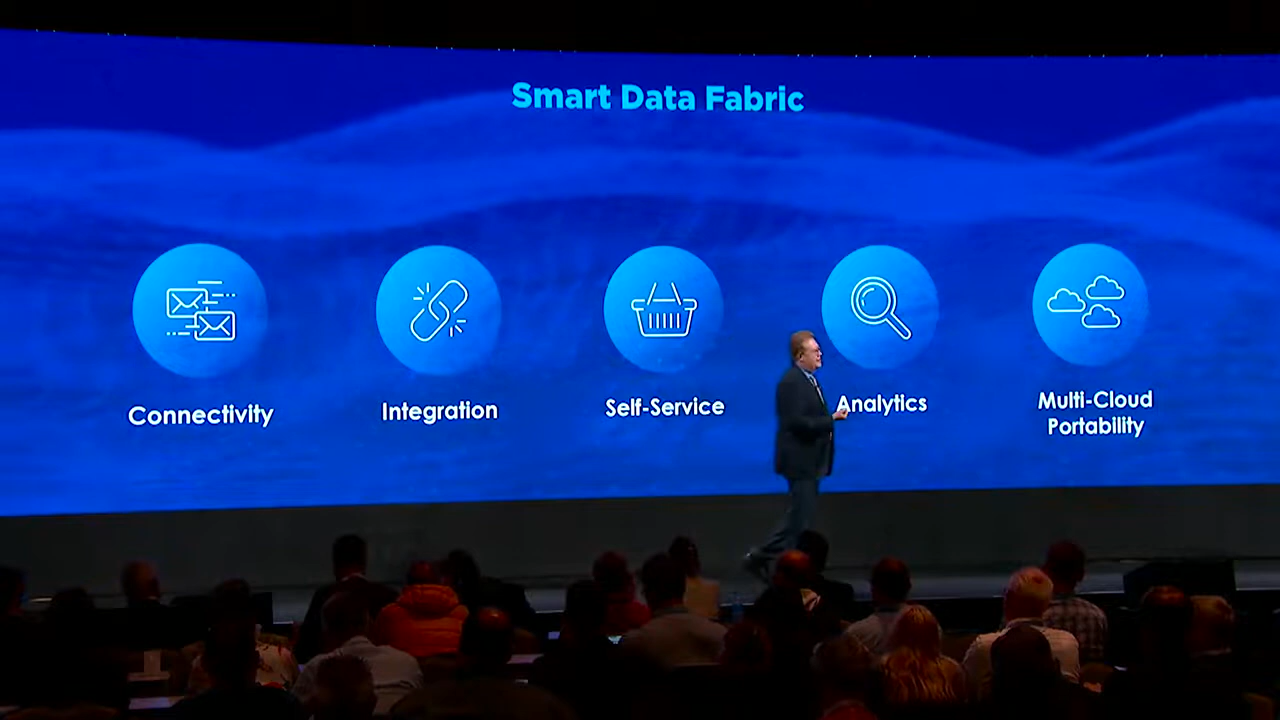 Smart Data Fabric
Connectivity
Integration
Self-Service
Analytics
Multi-Cloud
Portability